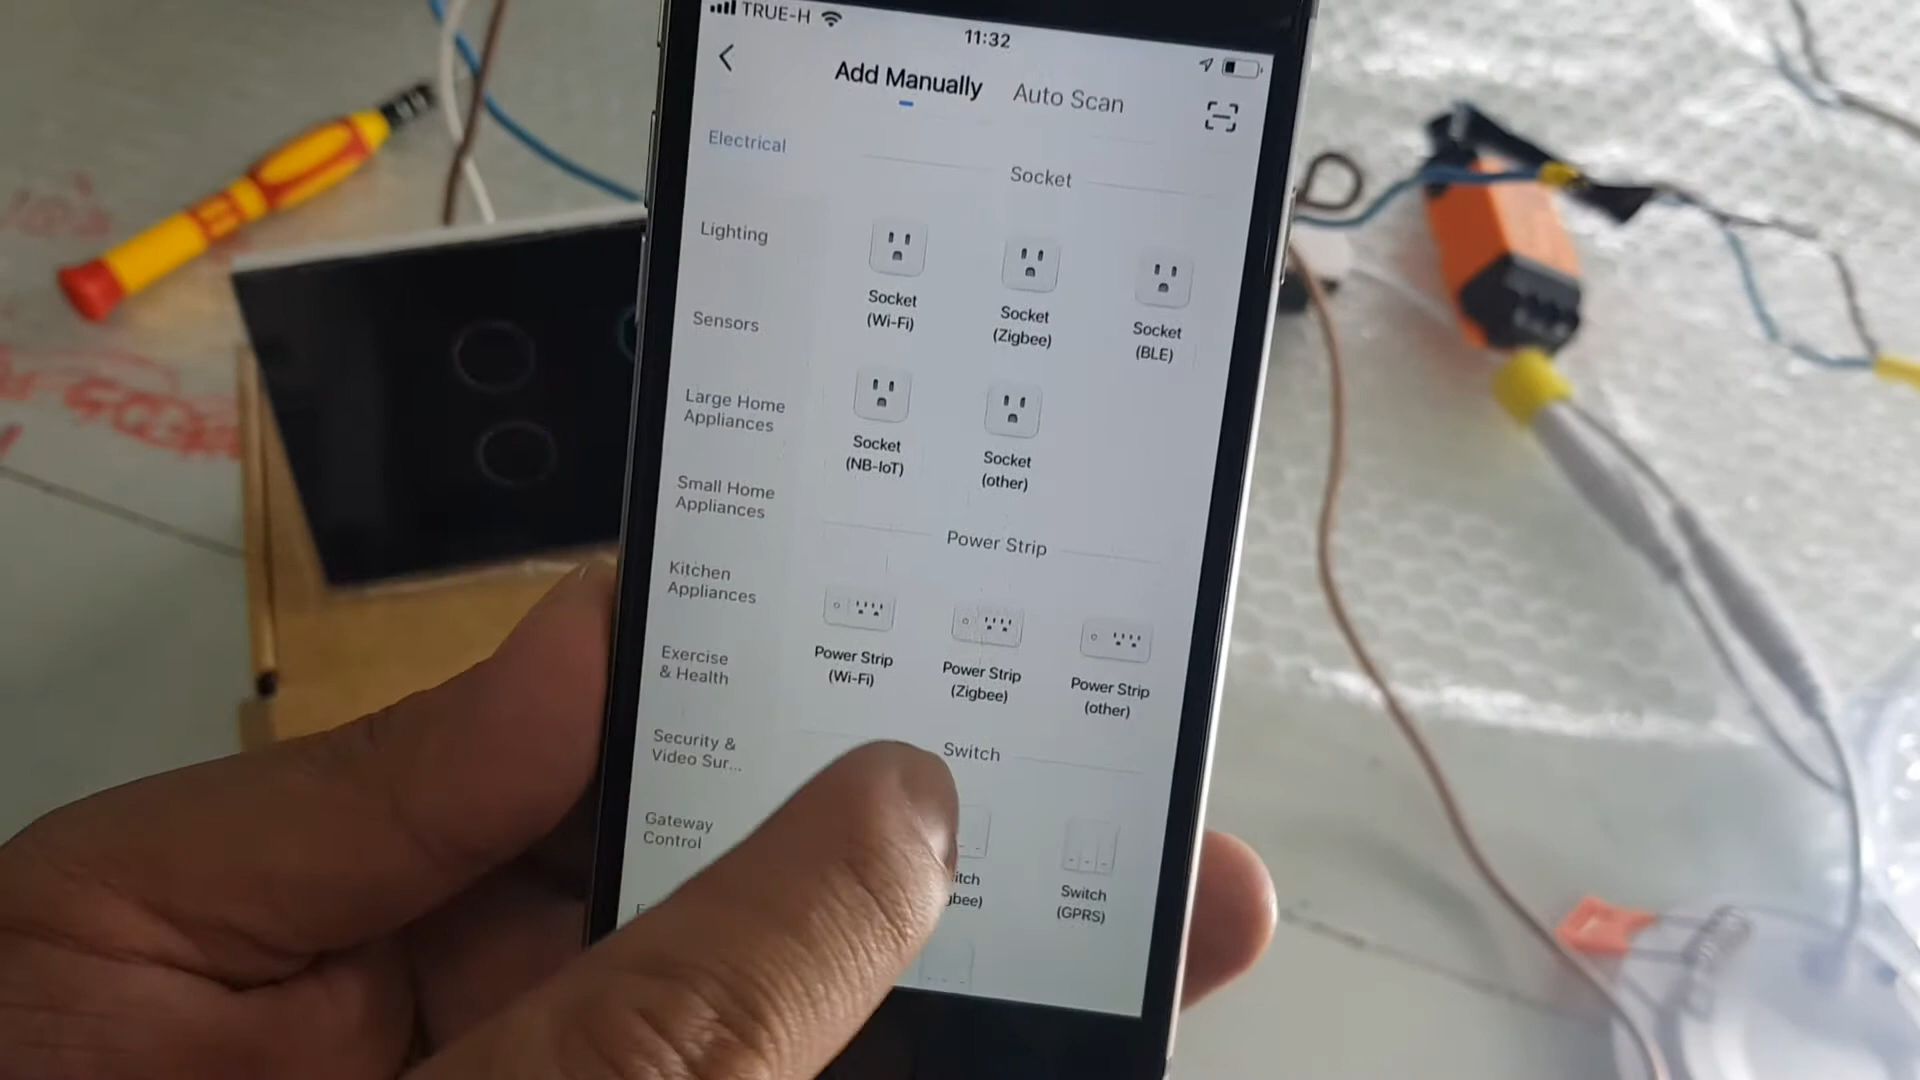 TRUE-H
11:32
Add Manually
Auto Scan
Electrical
Lighting
Sensors
Large Home
Appliances
Small Home
Appliances
Kitchen
Appliances
Exercise
& Health
Security &
Video Sur...
Gateway
Control
Socket
Socket
(Wi-Fi)
Socket
(Zigbee)
Socket
(BLE)
Socket
(NB-IoT)
Socket
(other)
Power Strip
Power Strip
(Wi-Fi)
Power Strip
(Zigbee)
Power Strip
(other)
Switch
itch
gbee)
Switch
(GPRS)